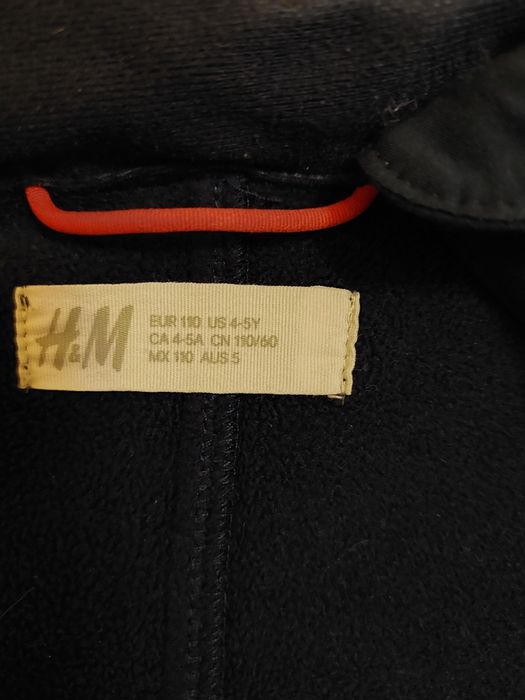 H&M
EUR 110 US 4-5Y
CA 4-5A CN 110/60
MX 110 AUS 5